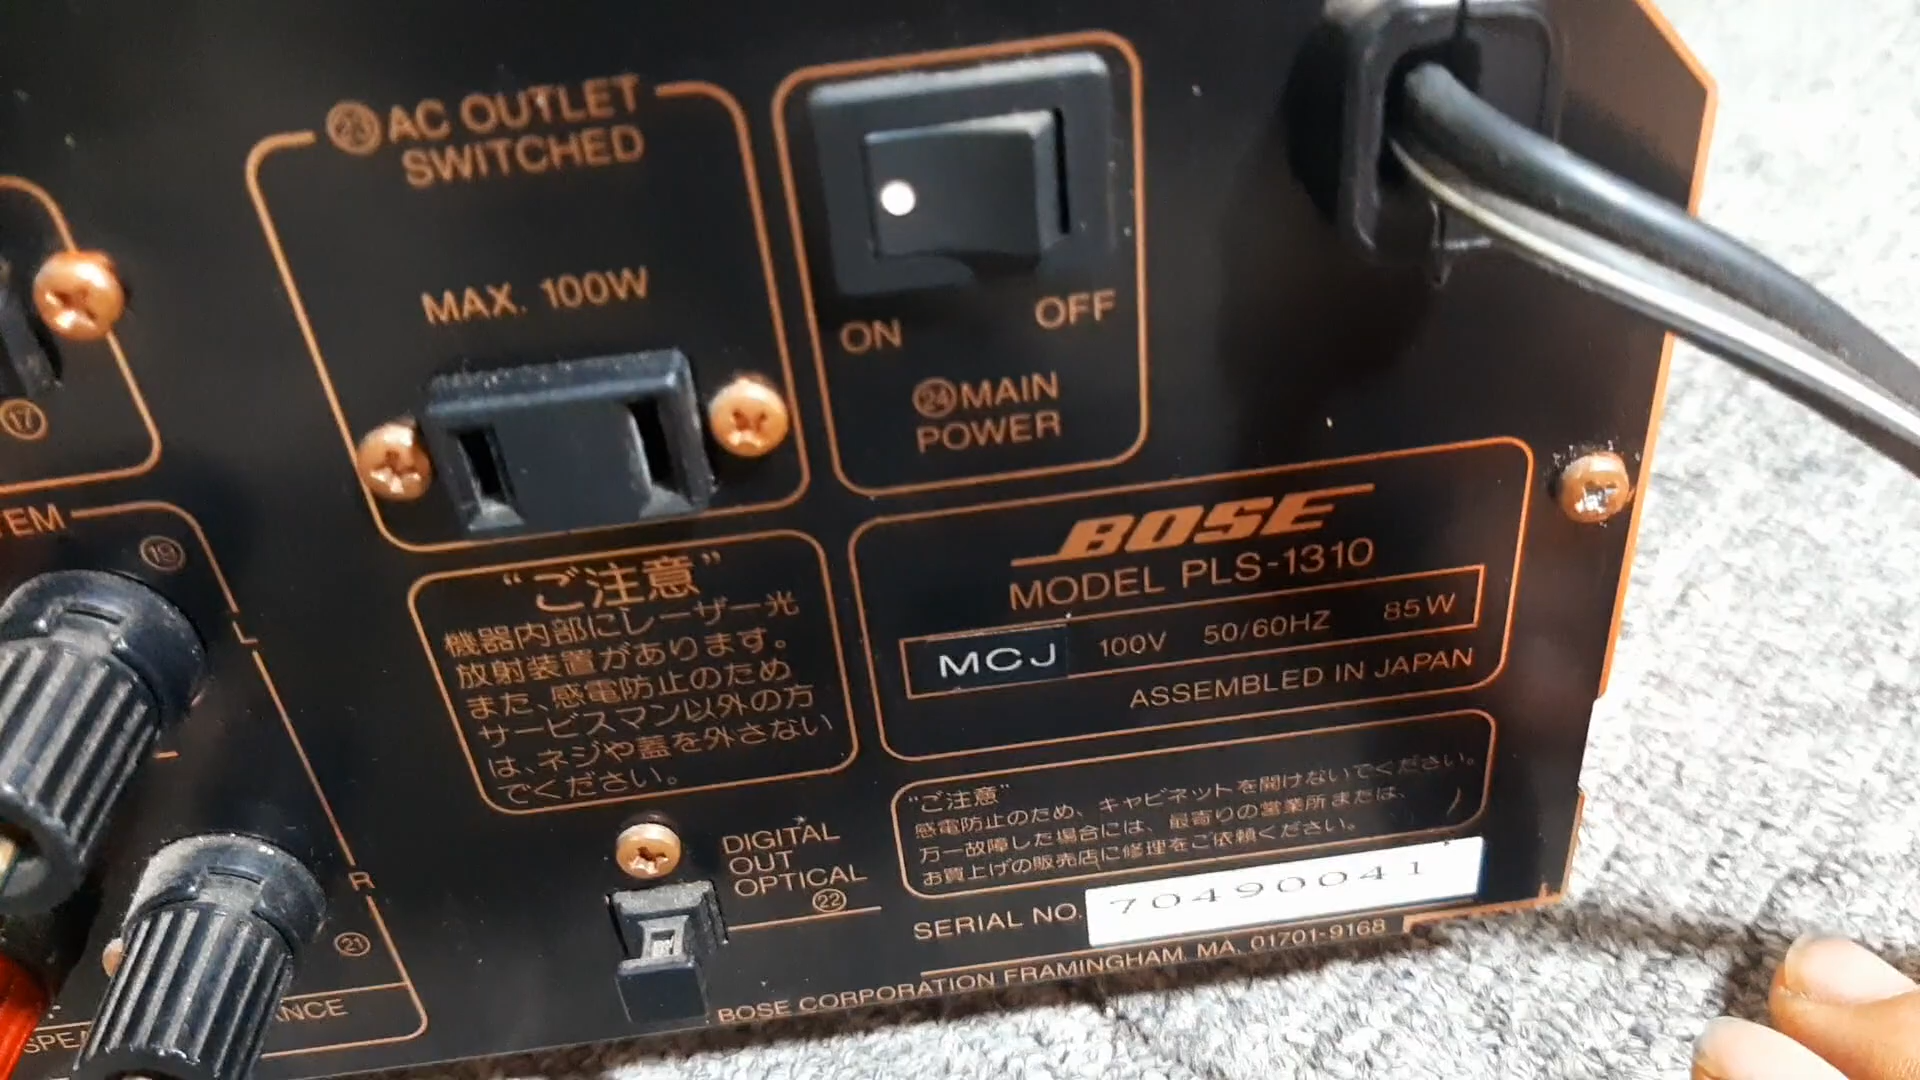 ㉓AC OUTLET
SWITCHED
MAX. 100W
ON
OFF
㉔MAIN
POWER
⑰
TEM
⑲
L
R
㉑
ANCE
SPEA
"ご注意"
機器内部にレーザー光
放射装置があります。
また、感電防止のため
サービスマン以外の方
は、ネジや蓋を外さない
でください。
BOSE
MODEL PLS-1310
MCJ 100V 50/60HZ 85W
ASSEMBLED IN JAPAN
"ご注意"
感電防止のため、キャビネットを開けないでください。
万一故障した場合には、最寄りの営業所または、
お買上げの販売店に修理をご依頼ください。
DIGITAL
OUT
OPTICAL
㉒
SERIAL NO. 70490041
BOSE CORPORATION FRAMINGHAM, MA, 01701-9168